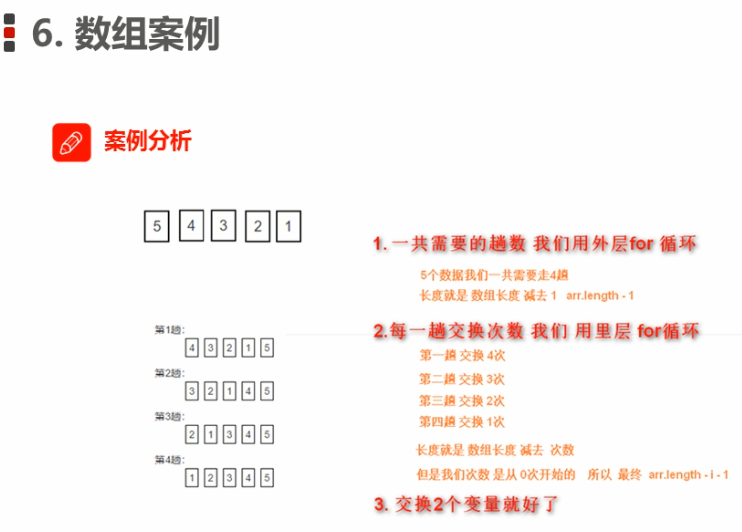 6. 数组案例
案例分析
5 4 3 2 1
第1趟:
4 3 2 1 5
第2趟:
3 2 1 4 5
第3趟:
2 1 3 4 5
第4趟:
1 2 3 4 5
1. 一共需要的趟数 我们用外层for 循环
5个数据我们一共需要走4趟
长度就是 数组长度 减去 1 arr.length - 1
2.每一趟交换次数 我们 用里层 for循环
第一趟 交换 4次
第二趟 交换 3次
第三趟 交换 2次
第四趟 交换 1次
长度就是 数组长度 减去 次数
但是我们次数 是从 0次开始的 所以 最终 arr.length - i - 1
3. 交换2个变量就好了